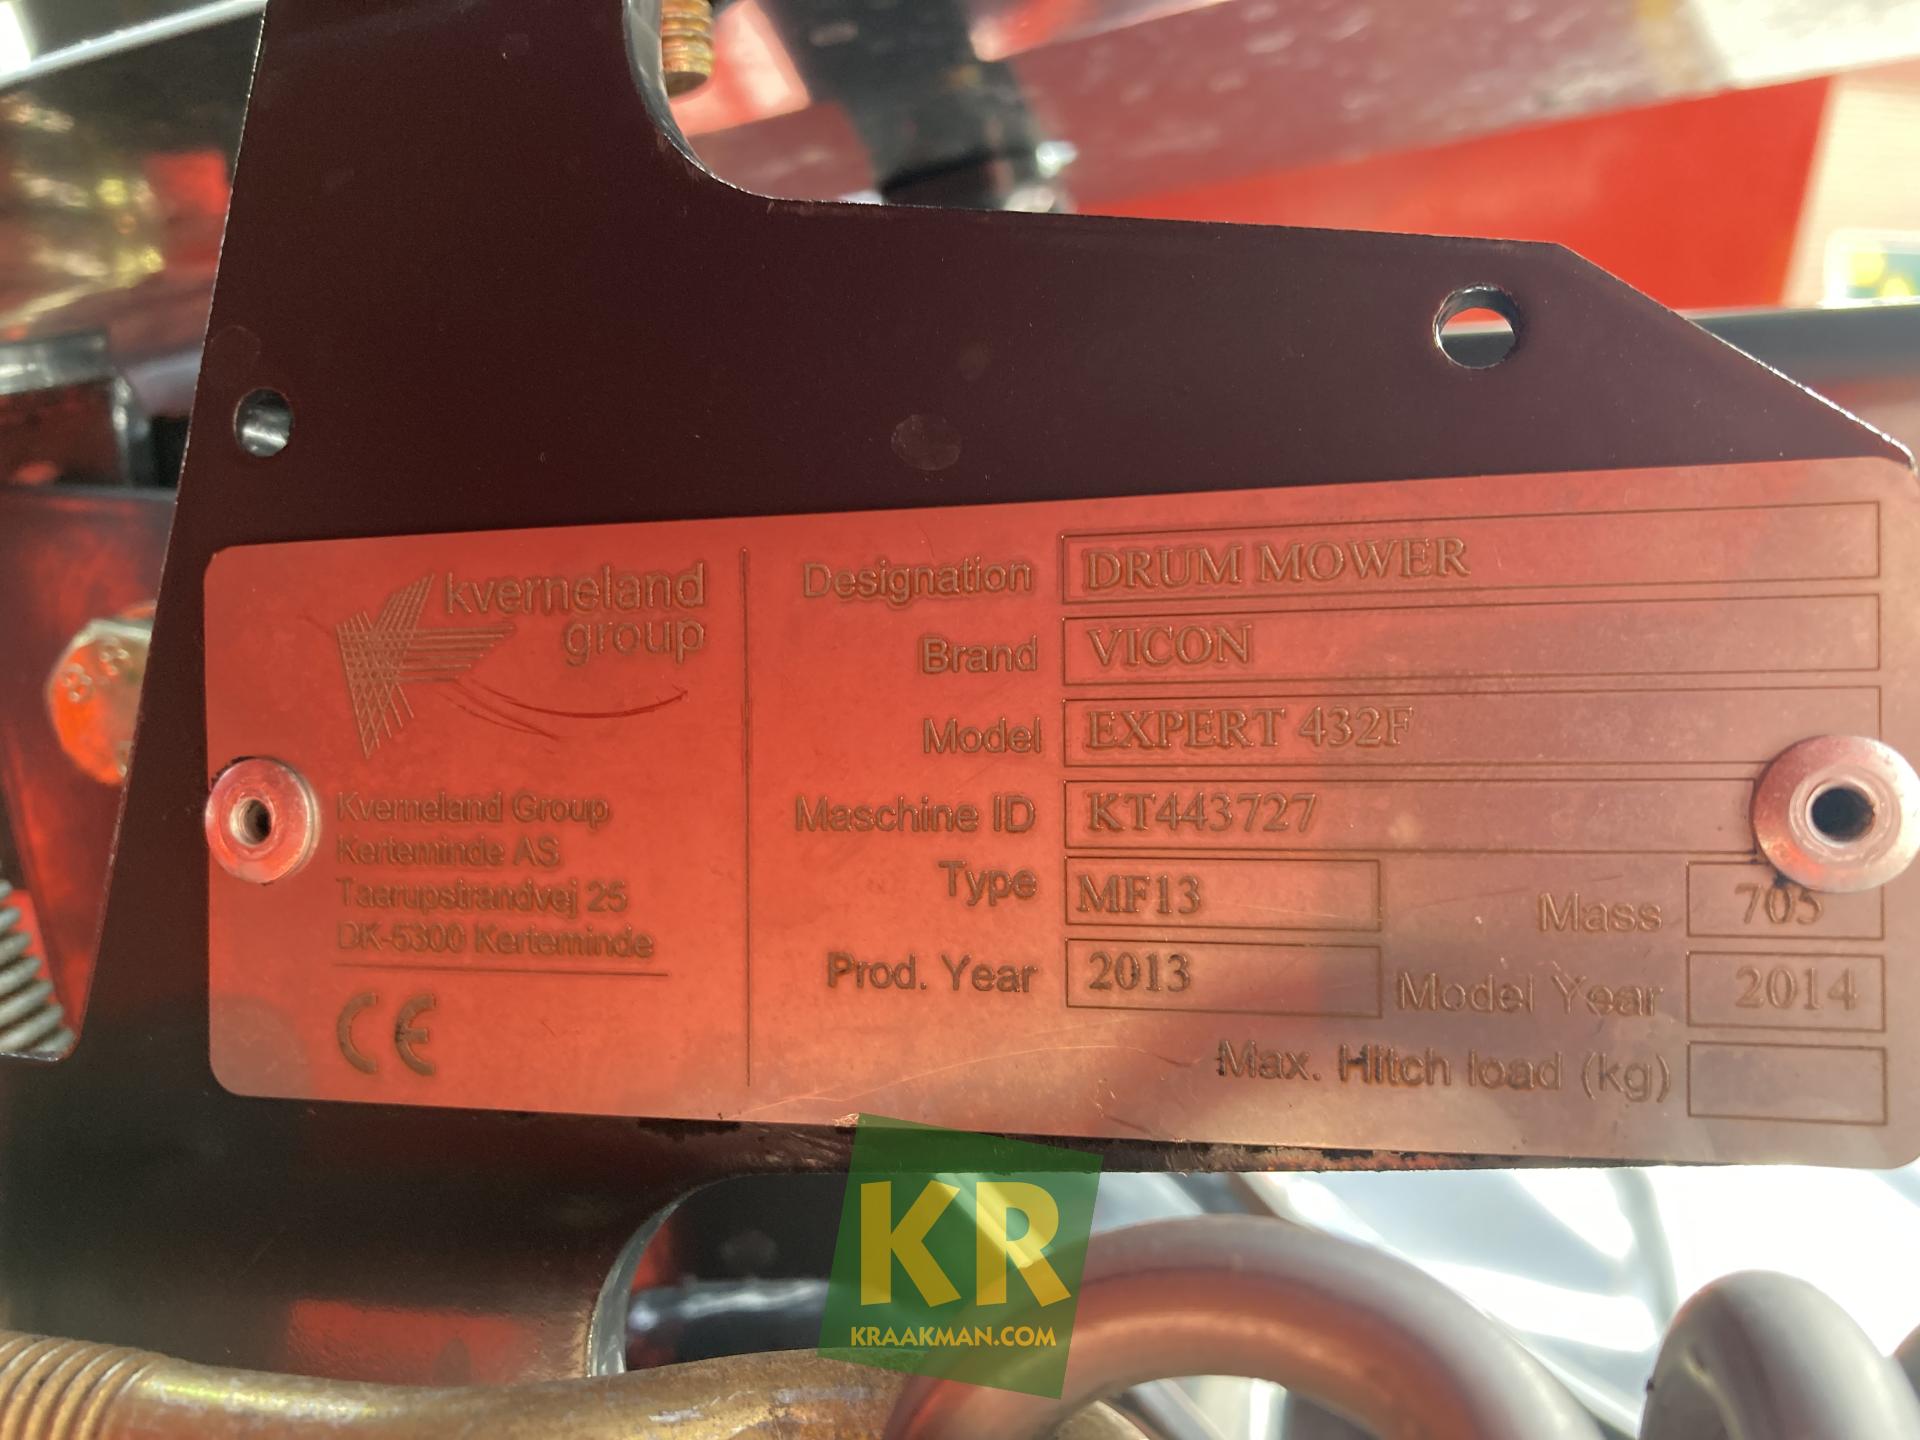 kverneland
group
Kverneland Group
Kerteminde AS
Taarupstrandvej 25
DK-5300 Kerteminde
CE
Designation DRUM MOWER
Brand VICON
Model EXPERT 432F
Maschine ID KT443727
Type MF13 Mass 705
Prod. Year 2013 Model Year 2014
Max. Hitch load (kg)
KR
KRAAKMAN.COM